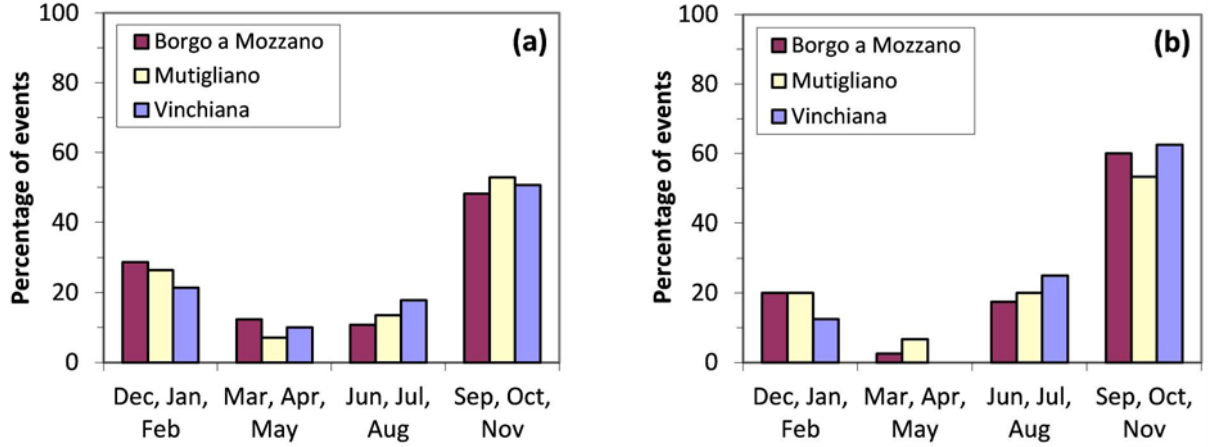 Percentage of events
100
80
60
40
20
0
Borgo a Mozzano
Mutigliano
Vinchiana
(a)
Dec, Jan,
Feb
Mar, Apr,
May
Jun, Jul,
Aug
Sep, Oct,
Nov
Percentage of events
100
80
60
40
20
0
Borgo a Mozzano
Mutigliano
Vinchiana
(b)
Dec, Jan,
Feb
Mar, Apr,
May
Jun, Jul,
Aug
Sep, Oct,
Nov